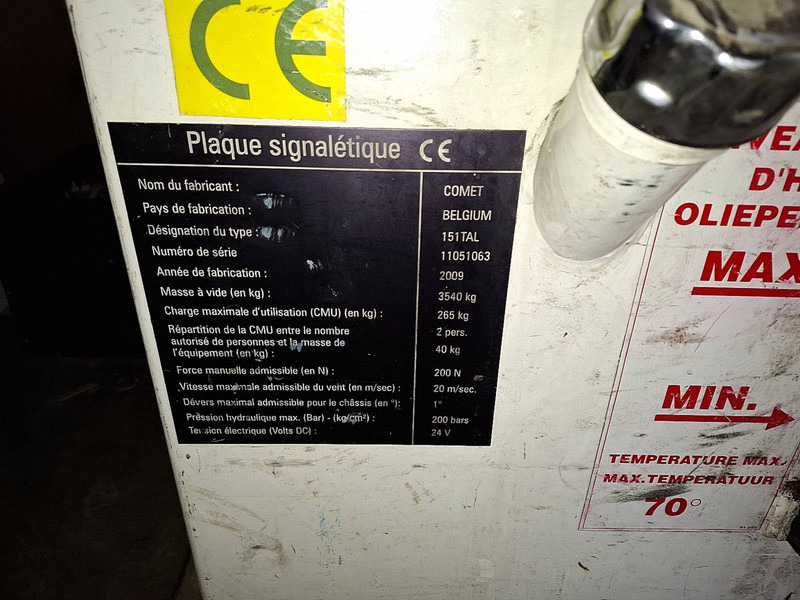 CE
Plaque signalétique CE
Nom du fabricant : COMET
Pays de fabrication : BELGIUM
Désignation du type : 151TAL
Numéro de série 11051063
Année de fabrication : 2009
Masse à vide (en kg) : 3540 kg
Charge maximale d'utilisation (CMU) (en kg) : 265 kg
Répartition de la CMU entre le nombre 2 pers.
autorisé de personnes et la masse de
l'équipement (en kg) : 40 kg
Force manuelle admissible (en N) : 200 N
Vitesse maximale admissible du vent (en m/sec) : 20 m/sec.
Dévers maximal admissible pour le châssis (en °) : 1°
Pression hydraulique max. (Bar) - (kg/cm²) : 200 bars
Tension électrique (Volts DC) : 24 V
D'H
OLIEPE
MAX
MIN.
TEMPERATURE MAX.
MAX. TEMPERATUUR
70°